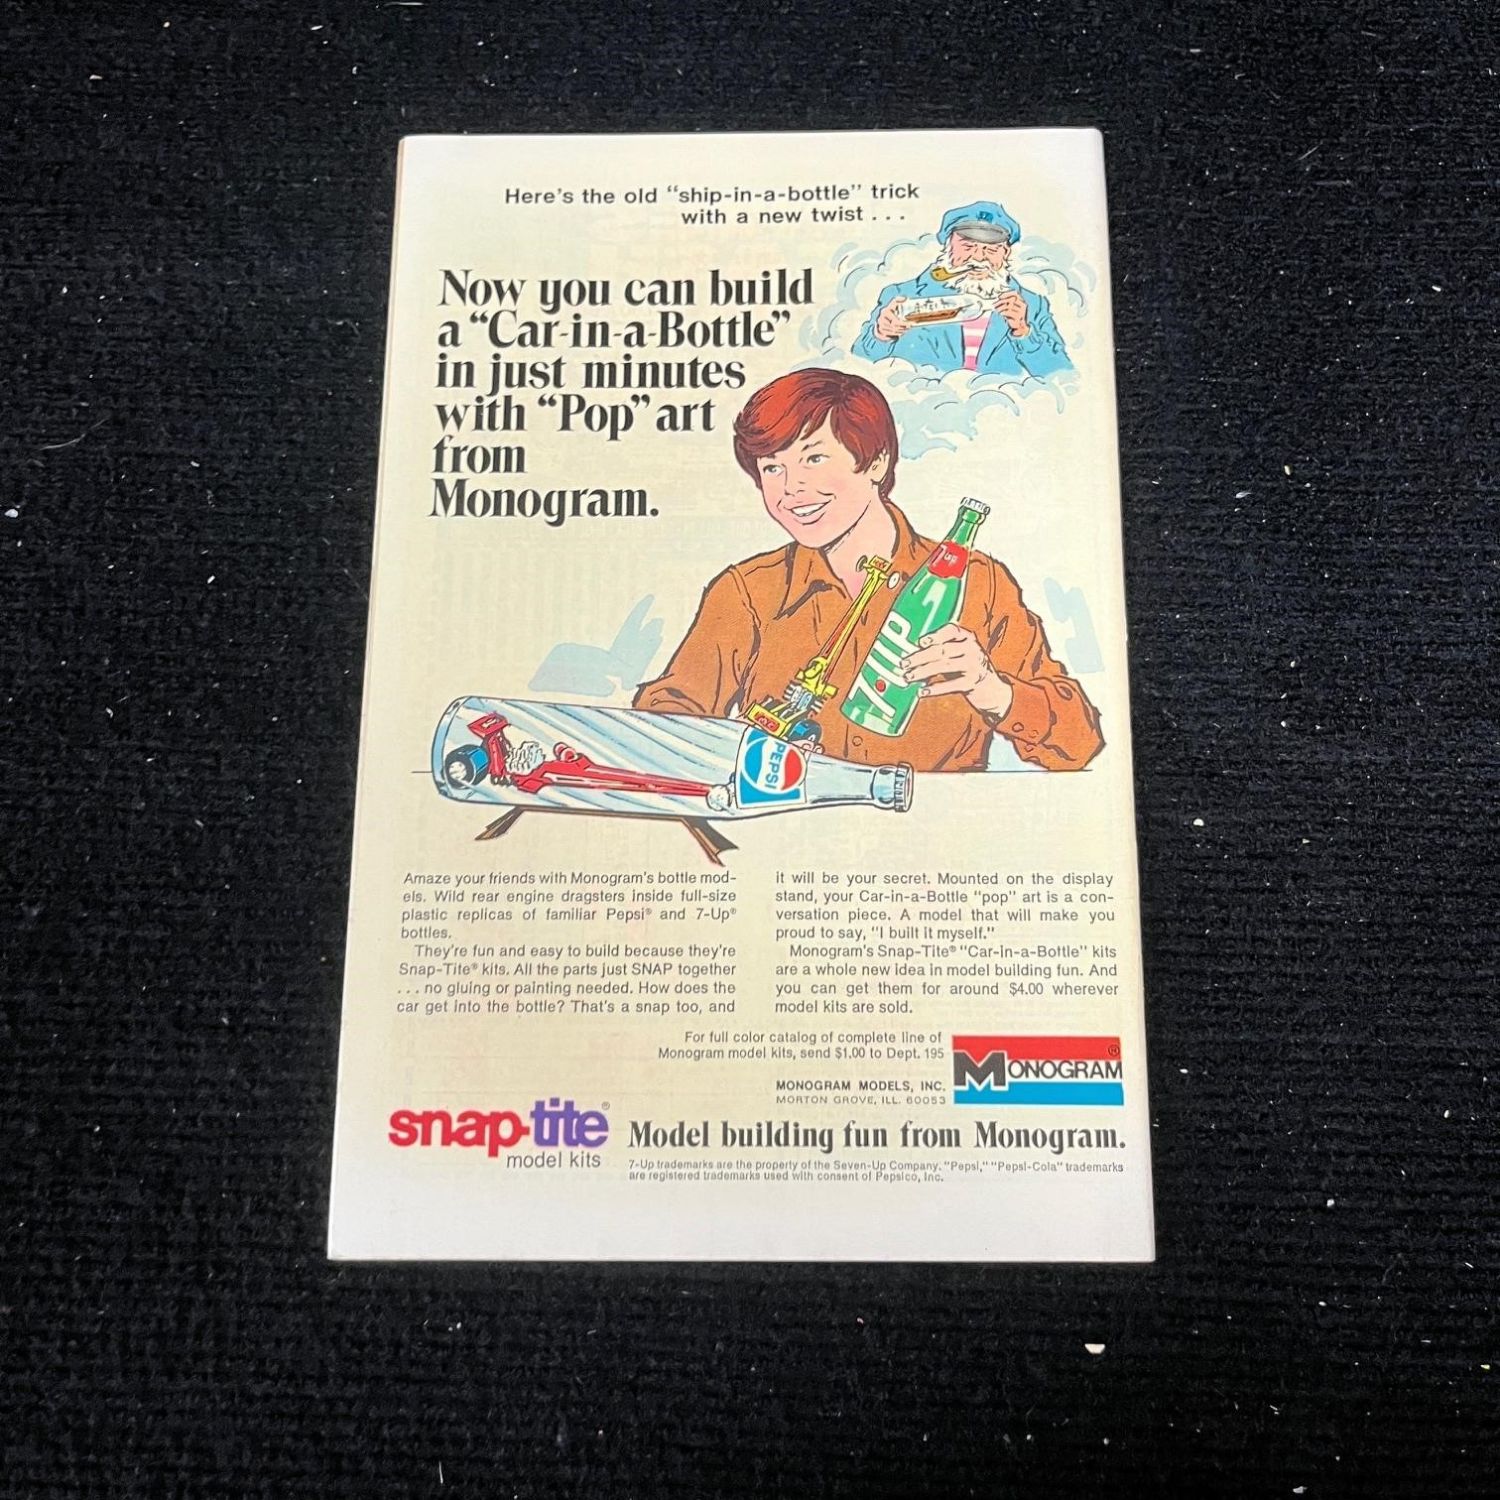 Here's the old "ship-in-a-bottle" trick
with a new twist . . .
Now you can build
a "Car-in-a-Bottle"
in just minutes
with "Pop" art
from
Monogram.
7up
7·UP
PEPSI
Amaze your friends with Monogram's bottle mod-
els. Wild rear engine dragsters inside full-size
plastic replicas of familiar Pepsi® and 7-Up®
bottles.
They're fun and easy to build because they're
Snap-Tite® kits. All the parts just SNAP together
. . . no gluing or painting needed. How does the
car get into the bottle? That's a snap too, and
it will be your secret. Mounted on the display
stand, your Car-in-a-Bottle "pop" art is a con-
versation piece. A model that will make you
proud to say, "I built it myself."
Monogram's Snap-Tite® "Car-in-a-Bottle" kits
are a whole new idea in model building fun. And
you can get them for around $4.00 wherever
model kits are sold.
For full color catalog of complete line of
Monogram model kits, send $1.00 to Dept. 195
MONOGRAM MODELS, INC.
MORTON GROVE, ILL. 60053
MONOGRAM®
snap-tite®
model kits
Model building fun from Monogram.
7-Up trademarks are the property of the Seven-Up Company. "Pepsi," "Pepsi-Cola" trademarks
are registered trademarks used with consent of Pepsico, Inc.